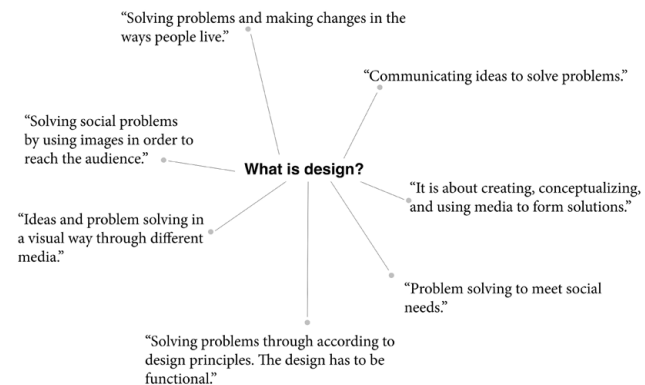 “Solving problems and making changes in the
ways people live.”
“Communicating ideas to solve problems.”
“Solving social problems
by using images in order to
reach the audience.”
What is design?
“It is about creating, conceptualizing,
and using media to form solutions.”
“Ideas and problem solving in
a visual way through different
media.”
“Problem solving to meet social
needs.”
“Solving problems through according to
design principles. The design has to be
functional.”